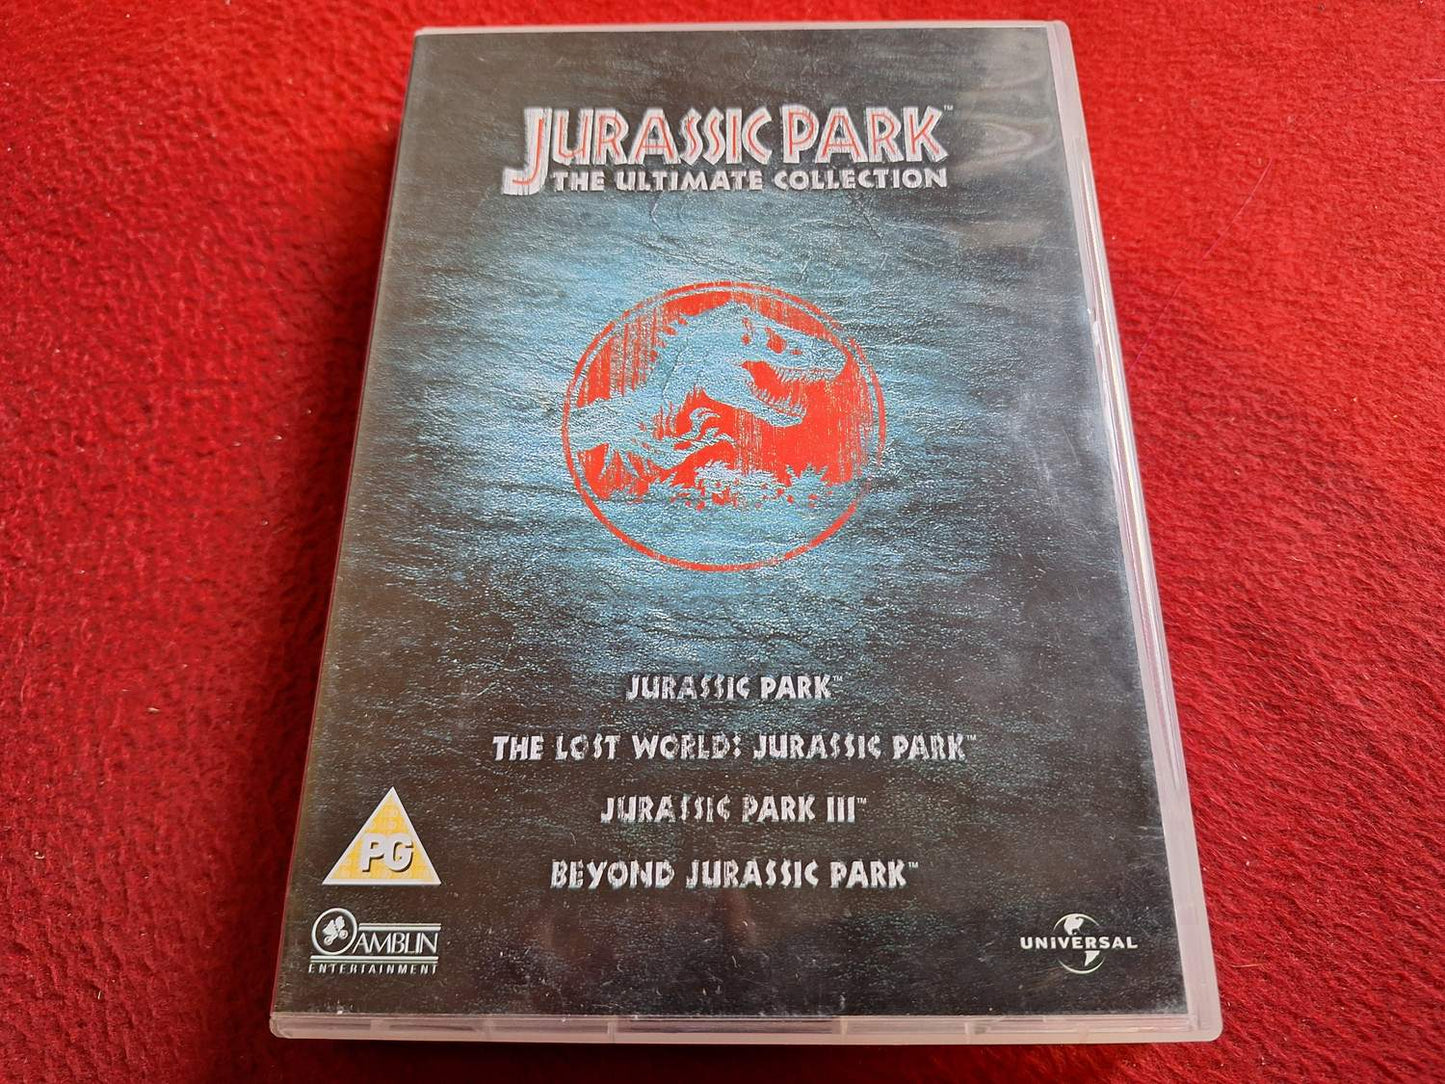 JURASSIC PARK™
THE ULTIMATE COLLECTION
JURASSIC PARK™
THE LOST WORLD: JURASSIC PARK™
JURASSIC PARK III™
BEYOND JURASSIC PARK™
PG
AMBLIN
ENTERTAINMENT
UNIVERSAL